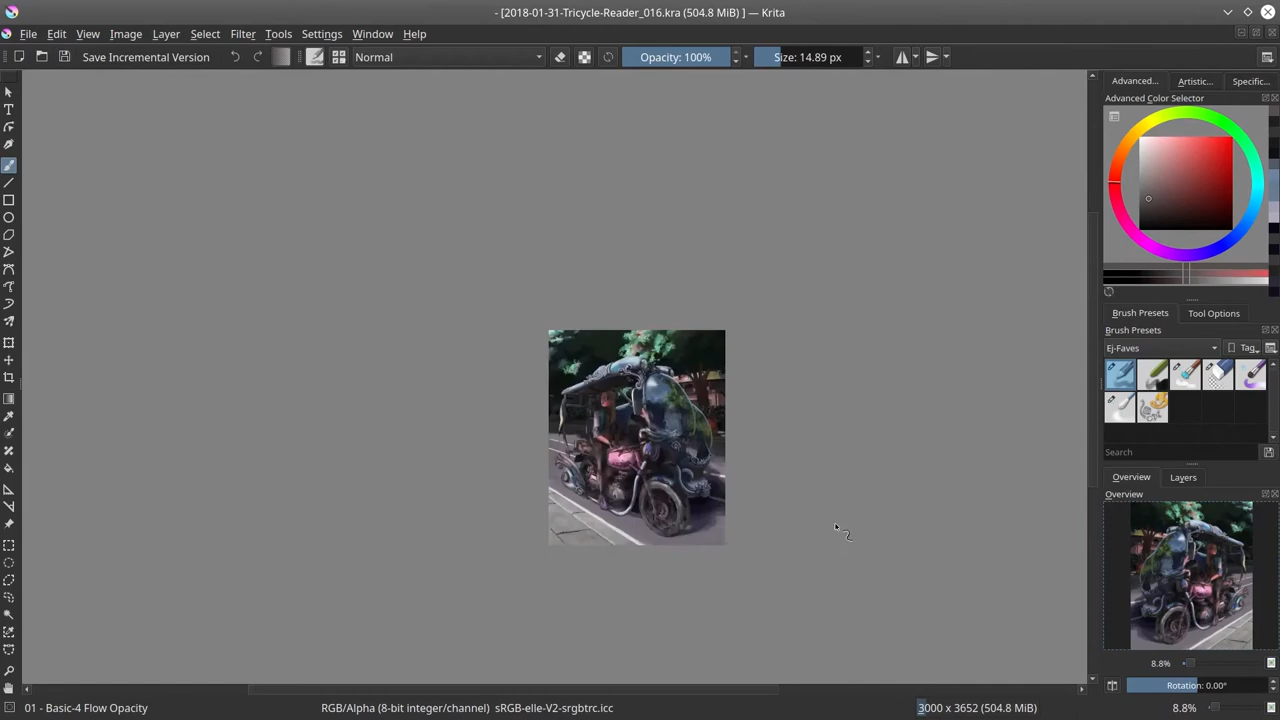 - [2018-01-31-Tricycle-Reader_016.kra (504.8 MiB) ] — Krita
File Edit View Image Layer Select Filter Tools Settings Window Help
Save Incremental Version Normal Opacity: 100% Size: 14.89 px
Advanced... Artistic... Specific...
Advanced Color Selector
Brush Presets Tool Options
Brush Presets
Ej-Faves Tag
Search
Overview Layers
Overview
8.8%
Rotation: 0.00°
01 - Basic-4 Flow Opacity RGB/Alpha (8-bit integer/channel) sRGB-elle-V2-srgbtrc.icc 3000 x 3652 (504.8 MiB) 8.8%